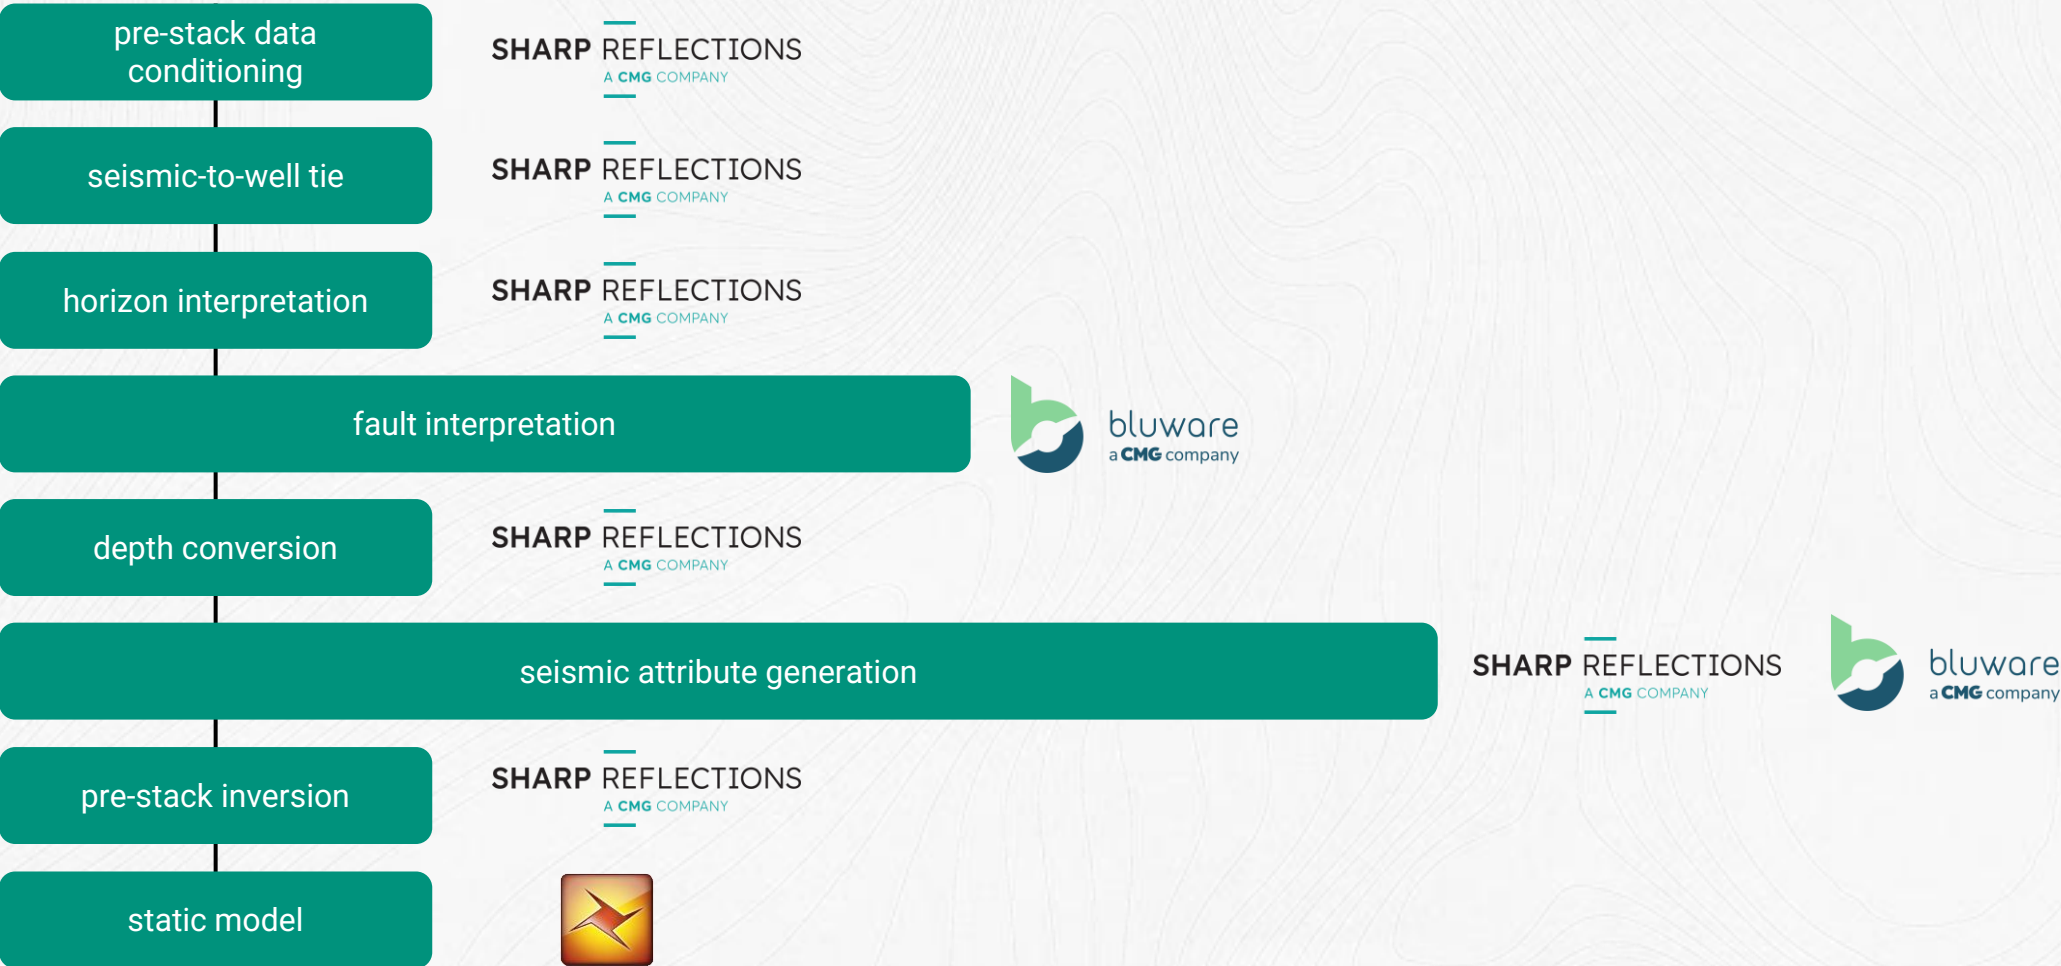 pre-stack data
conditioning
SHARP REFLECTIONS
A CMG COMPANY
seismic-to-well tie
SHARP REFLECTIONS
A CMG COMPANY
horizon interpretation
SHARP REFLECTIONS
A CMG COMPANY
fault interpretation
bluware
a CMG company
depth conversion
SHARP REFLECTIONS
A CMG COMPANY
seismic attribute generation
SHARP REFLECTIONS
A CMG COMPANY
bluware
a CMG company
pre-stack inversion
SHARP REFLECTIONS
A CMG COMPANY
static model